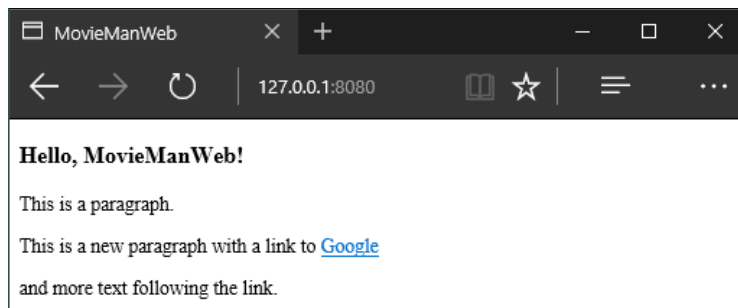 MovieManWeb
127.0.0.1:8080
Hello, MovieManWeb!
This is a paragraph.
This is a new paragraph with a link to Google
and more text following the link.